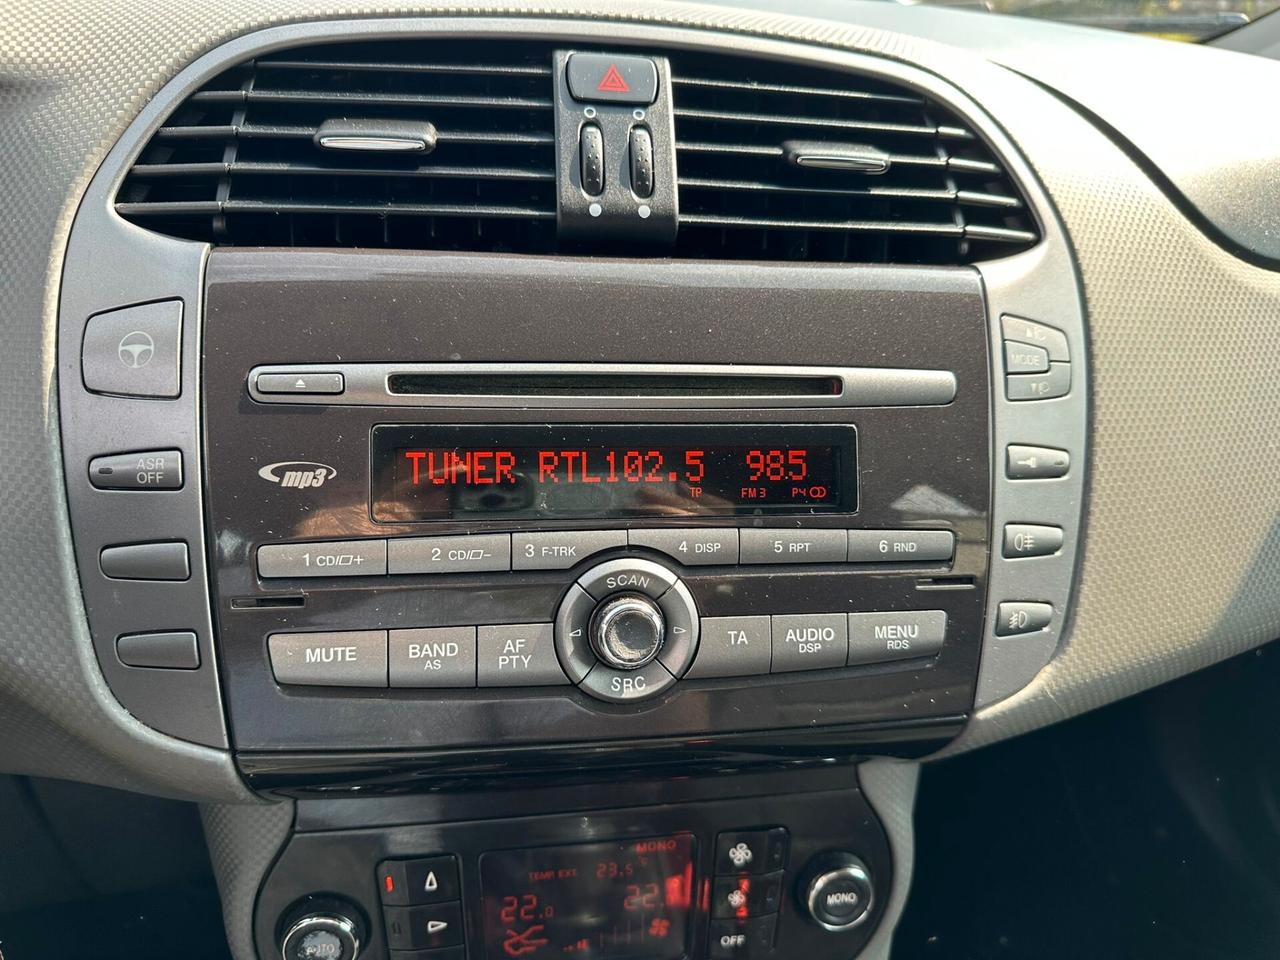 MODE
ASR
OFF
mp3
TUNER RTL102.5 98.5
TP FM3 P4
1 CD/+ 2 CD/- 3 F-TRK 4 DISP 5 RPT 6 RND
SCAN
MUTE
BAND
AS
AF
PTY
TA
AUDIO
DSP
MENU
RDS
SRC
MONO
TEMP EXT 23.5 °C
22.0 22.
AUTO
OFF
MONO